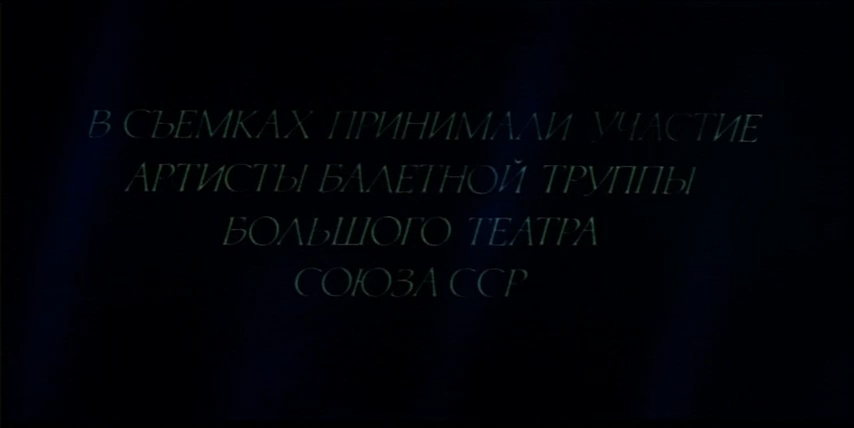 В СЪЕМКАХ ПРИНИМАЛИ УЧАСТИЕ
АРТИСТЫ БАЛЕТНОЙ ТРУППЫ
БОЛЬШОГО ТЕАТРА
СОЮЗА ССР